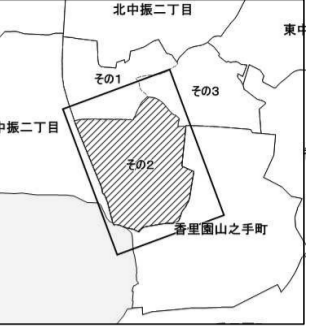 北中振二丁目
東中
その1
その3
中振二丁目
その2
香里園山之手町